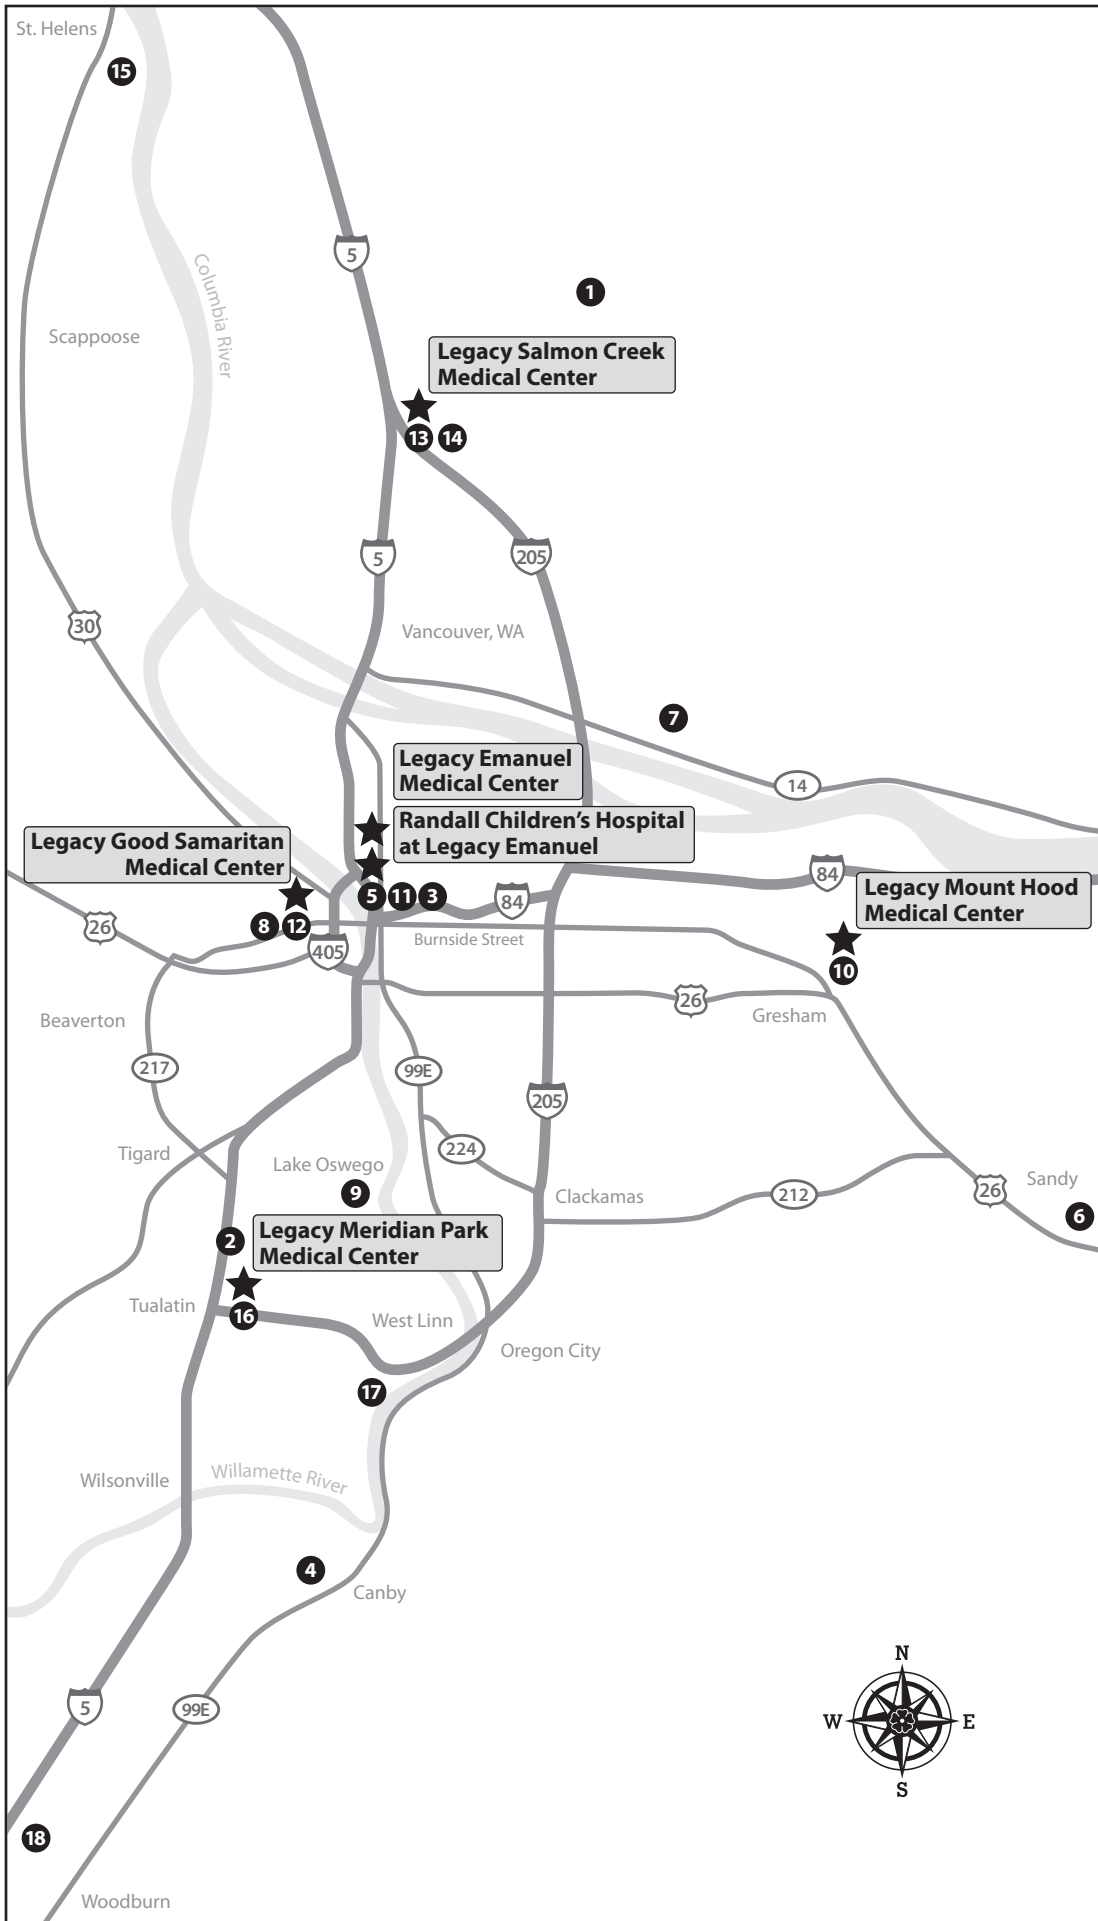 St. Helens
15
5
Columbia River
1
Scappoose
Legacy Salmon Creek
Medical Center
13 14
5
205
30
Vancouver, WA
7
Legacy Emanuel
Medical Center
14
Randall Children's Hospital
at Legacy Emanuel
Legacy Good Samaritan
Medical Center
84
Legacy Mount Hood
Medical Center
5 11 3
84
8 12
26
Burnside Street
405
10
26
Gresham
Beaverton
217
99E
205
Tigard
224
Lake Oswego
9
Clackamas
212
26
Sandy
6
2
Legacy Meridian Park
Medical Center
Tualatin
16
West Linn
Oregon City
17
Wilsonville
Willamette River
4
Canby
N
W
E
S
5
99E
18
Woodburn